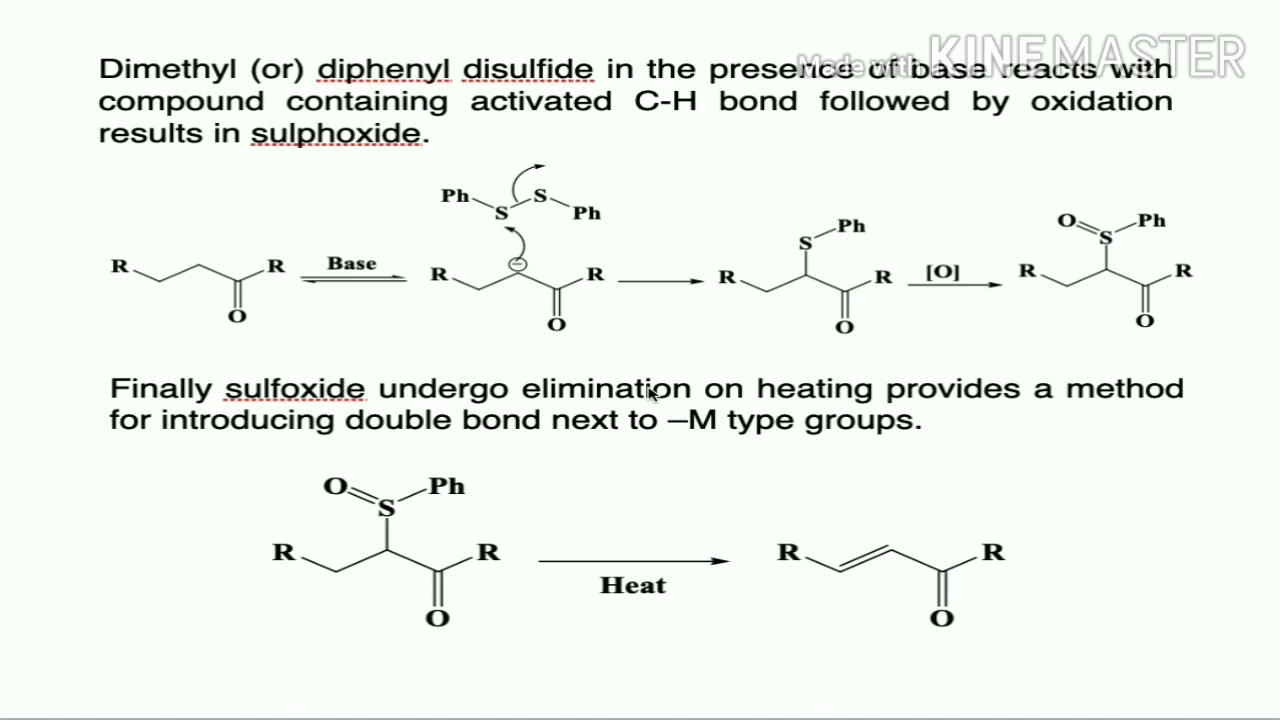 Made with KINEMASTER
Dimethyl (or) diphenyl disulfide in the presence of base reacts with
compound containing activated C-H bond followed by oxidation
results in sulphoxide.
Ph S S Ph
R R O
Base
R ⊖ R O
S Ph R R O
[O]
O S Ph R R O
Finally sulfoxide undergo elimination on heating provides a method
for introducing double bond next to –M type groups.
O S Ph
R R O
Heat
R R O